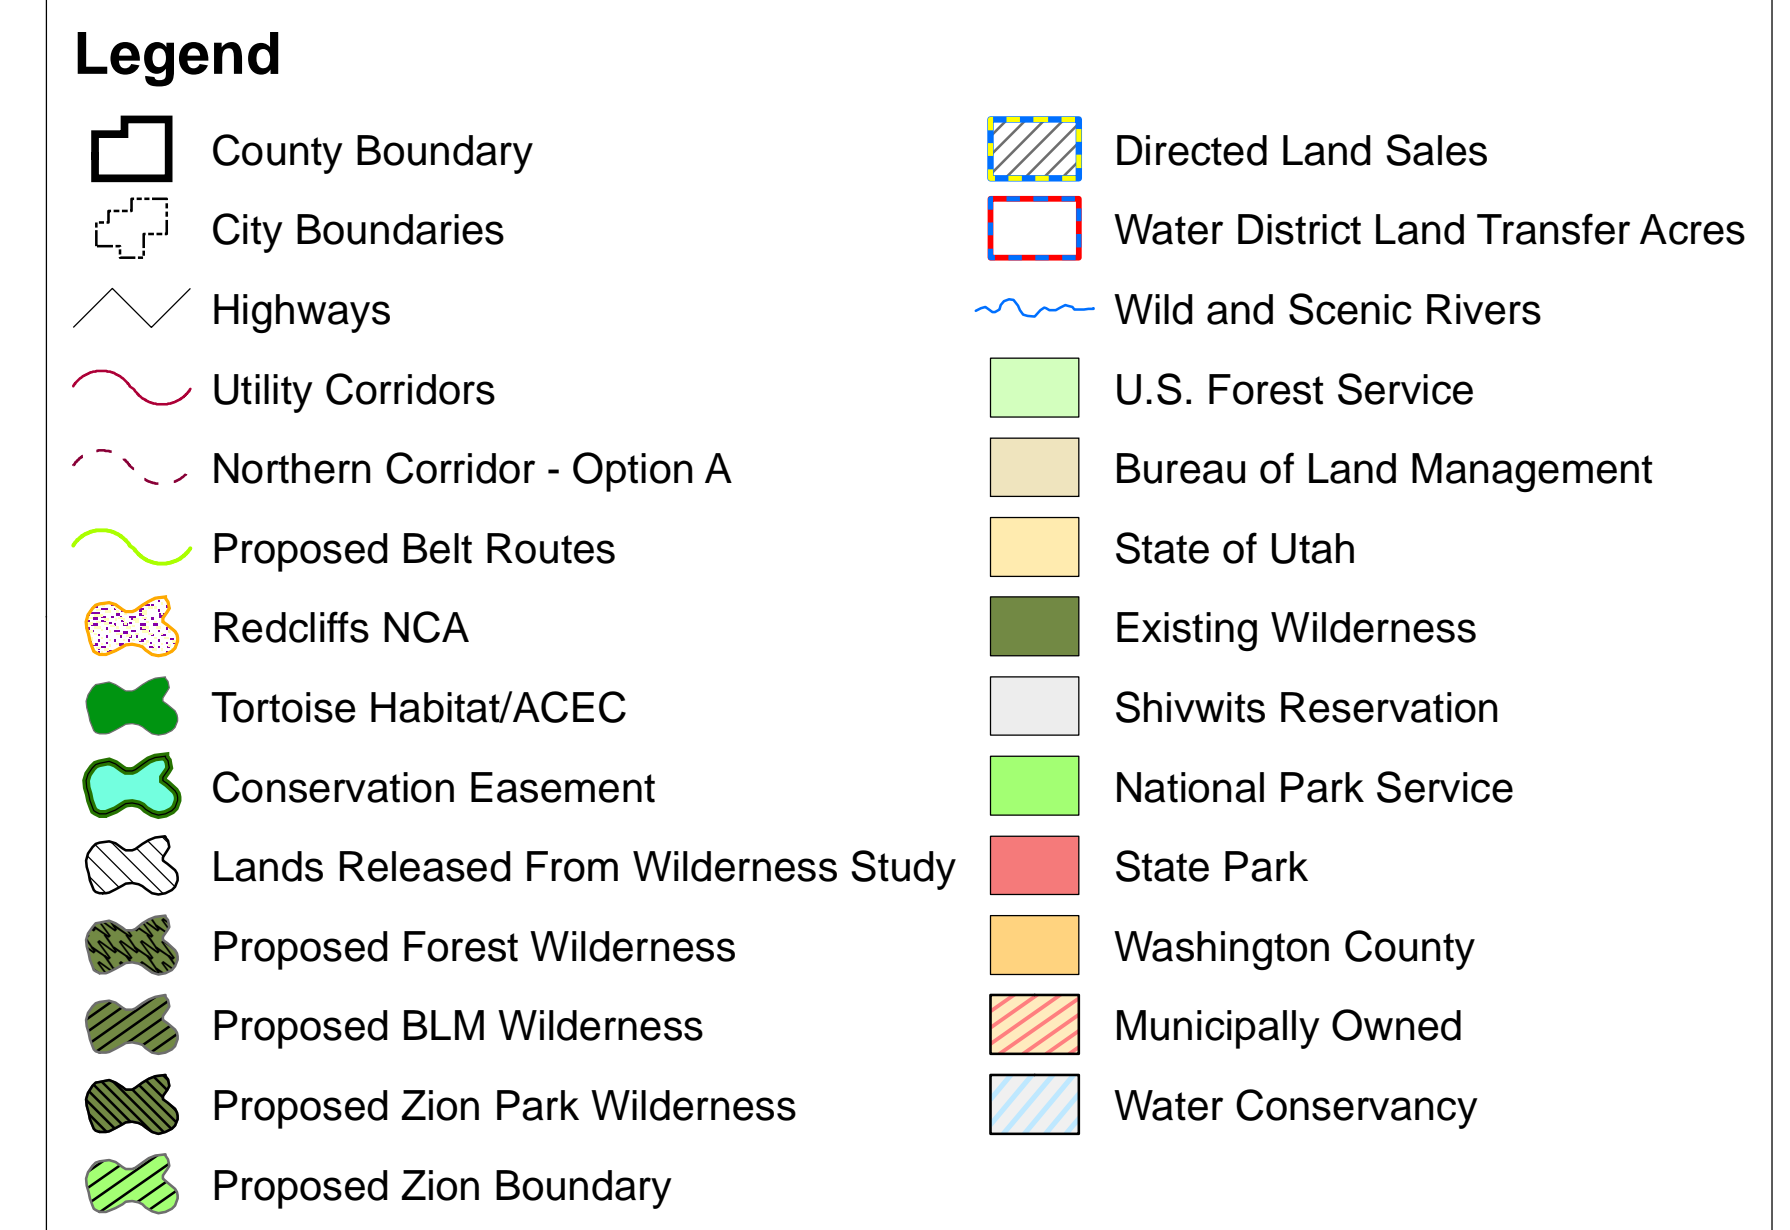 Legend
County Boundary
City Boundaries
Highways
Utility Corridors
Northern Corridor - Option A
Proposed Belt Routes
Redcliffs NCA
Tortoise Habitat/ACEC
Conservation Easement
Lands Released From Wilderness Study
Proposed Forest Wilderness
Proposed BLM Wilderness
Proposed Zion Park Wilderness
Proposed Zion Boundary
Directed Land Sales
Water District Land Transfer Acres
Wild and Scenic Rivers
U.S. Forest Service
Bureau of Land Management
State of Utah
Existing Wilderness
Shivwits Reservation
National Park Service
State Park
Washington County
Municipally Owned
Water Conservancy